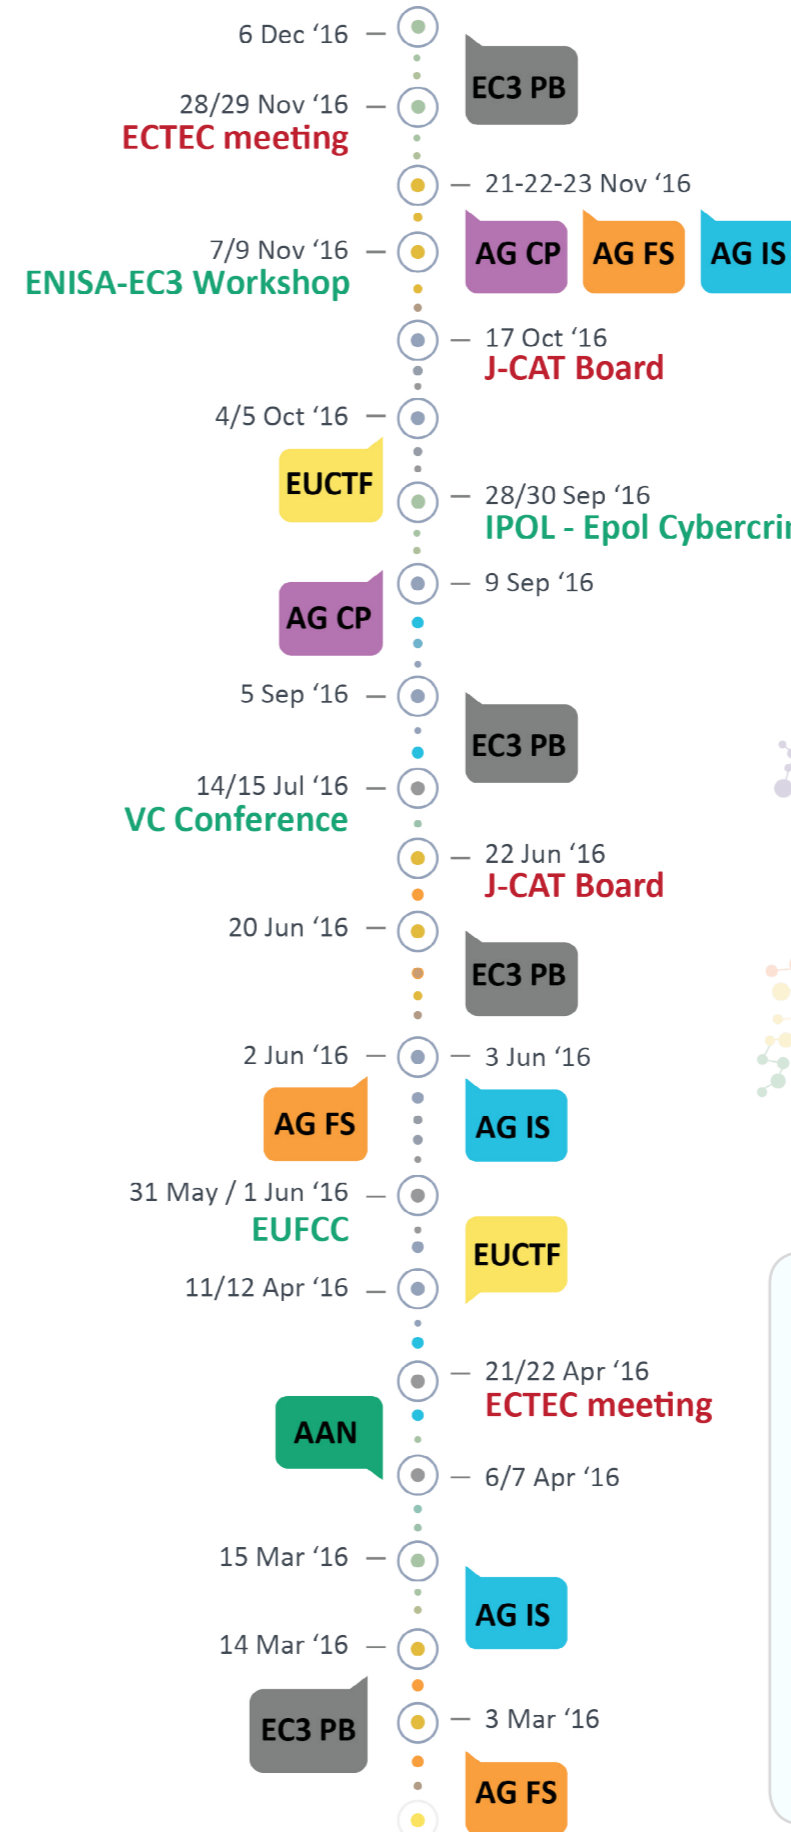 6 Dec ‘16
EC3 PB
28/29 Nov ‘16
ECTEC meeting
21-22-23 Nov ‘16
AG CP
AG FS
AG IS
7/9 Nov ‘16
ENISA-EC3 Workshop
17 Oct ‘16
J-CAT Board
4/5 Oct ‘16
EUCTF
28/30 Sep ‘16
IPOL - Epol
9 Sep ‘16
AG CP
5 Sep ‘16
EC3 PB
14/15 Jul ‘16
VC Conference
22 Jun ‘16
J-CAT Board
20 Jun ‘16
EC3 PB
2 Jun ‘16
AG FS
3 Jun ‘16
AG IS
31 May / 1 Jun ‘16
EUFCC
EUCTF
11/12 Apr ‘16
21/22 Apr ‘16
ECTEC meeting
AAN
6/7 Apr ‘16
15 Mar ‘16
AG IS
14 Mar ‘16
EC3 PB
3 Mar ‘16
AG FS